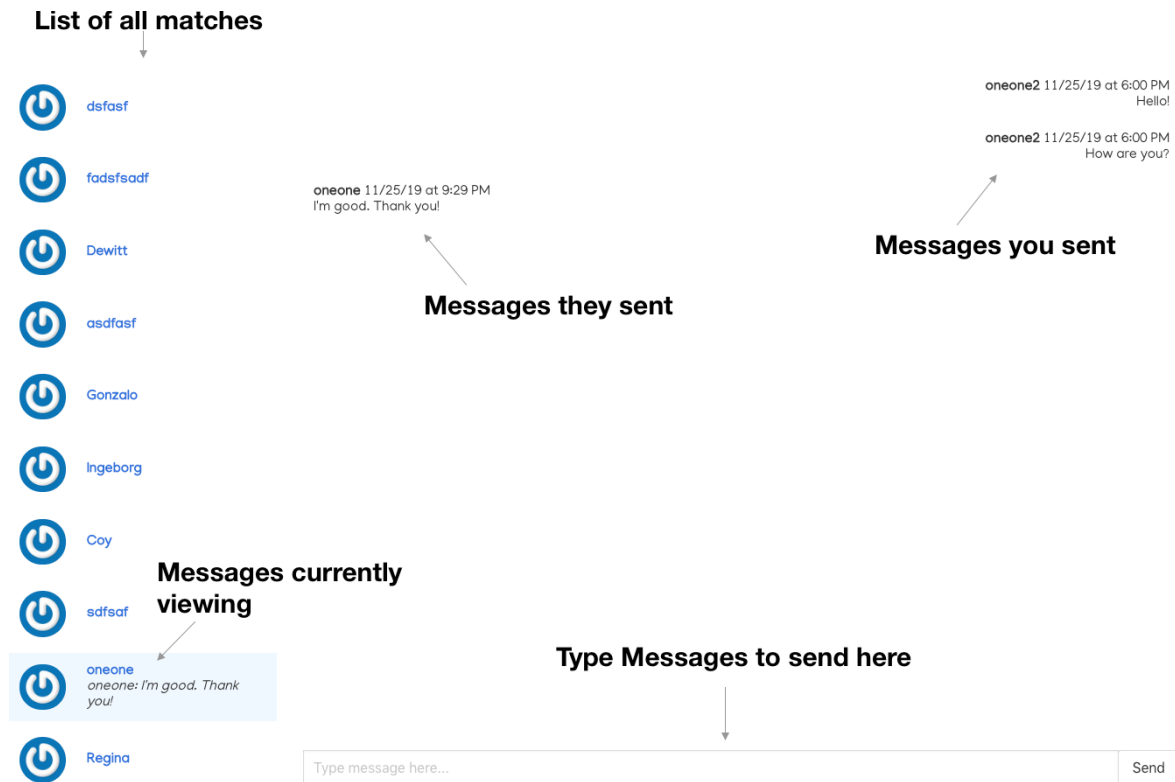 List of all matches
dsfasf
fadsfsadf
Dewitt
asdfasf
Gonzalo
Ingeborg
Coy
sdfsaf
Messages currently
viewing
oneone
oneone: I'm good. Thank
you!
Regina
oneone2 11/25/19 at 6:00 PM
Hello!
oneone2 11/25/19 at 6:00 PM
How are you?
Messages you sent
oneone 11/25/19 at 9:29 PM
I'm good. Thank you!
Messages they sent
Type Messages to send here
Type message here...
Send